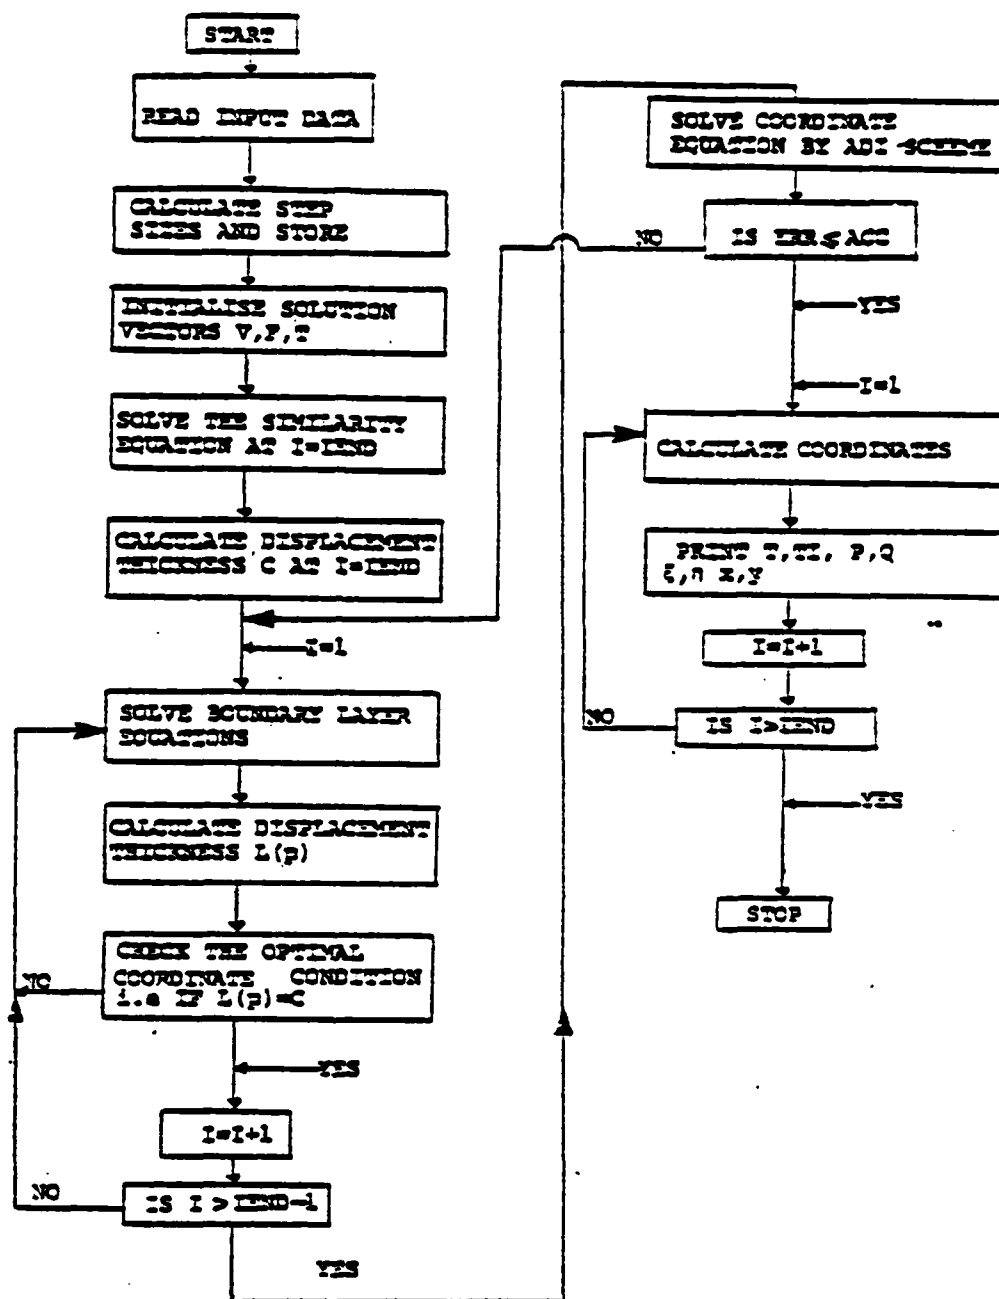 START
READ INPUT DATA
CALCULATE STEP
SIZES AND STORE
INITIALISE SOLUTION
VECTORS V,F,T
SOLVE THE SIMILARITY
EQUATION AT I=IEND
CALCULATE DISPLACEMENT
THICKNESS C AT I=IEND
I=1
SOLVE BOUNDARY LAYER
EQUATIONS
CALCULATE DISPLACEMENT
THICKNESS L(p)
CHECK THE OPTIMAL
COORDINATE CONDITION
i.e IF L(p)=C
NO
YES
I=I+1
IS I > IEND-1
NO
YES
SOLVE COORDINATE
EQUATION BY ADI SCHEME
IS ERR≤ACC
NO
YES
I=1
CALCULATE COORDINATES
PRINT T,TI, P,Q
ξ,η x,y
I=I+1
IS I>IEND
NO
YES
STOP